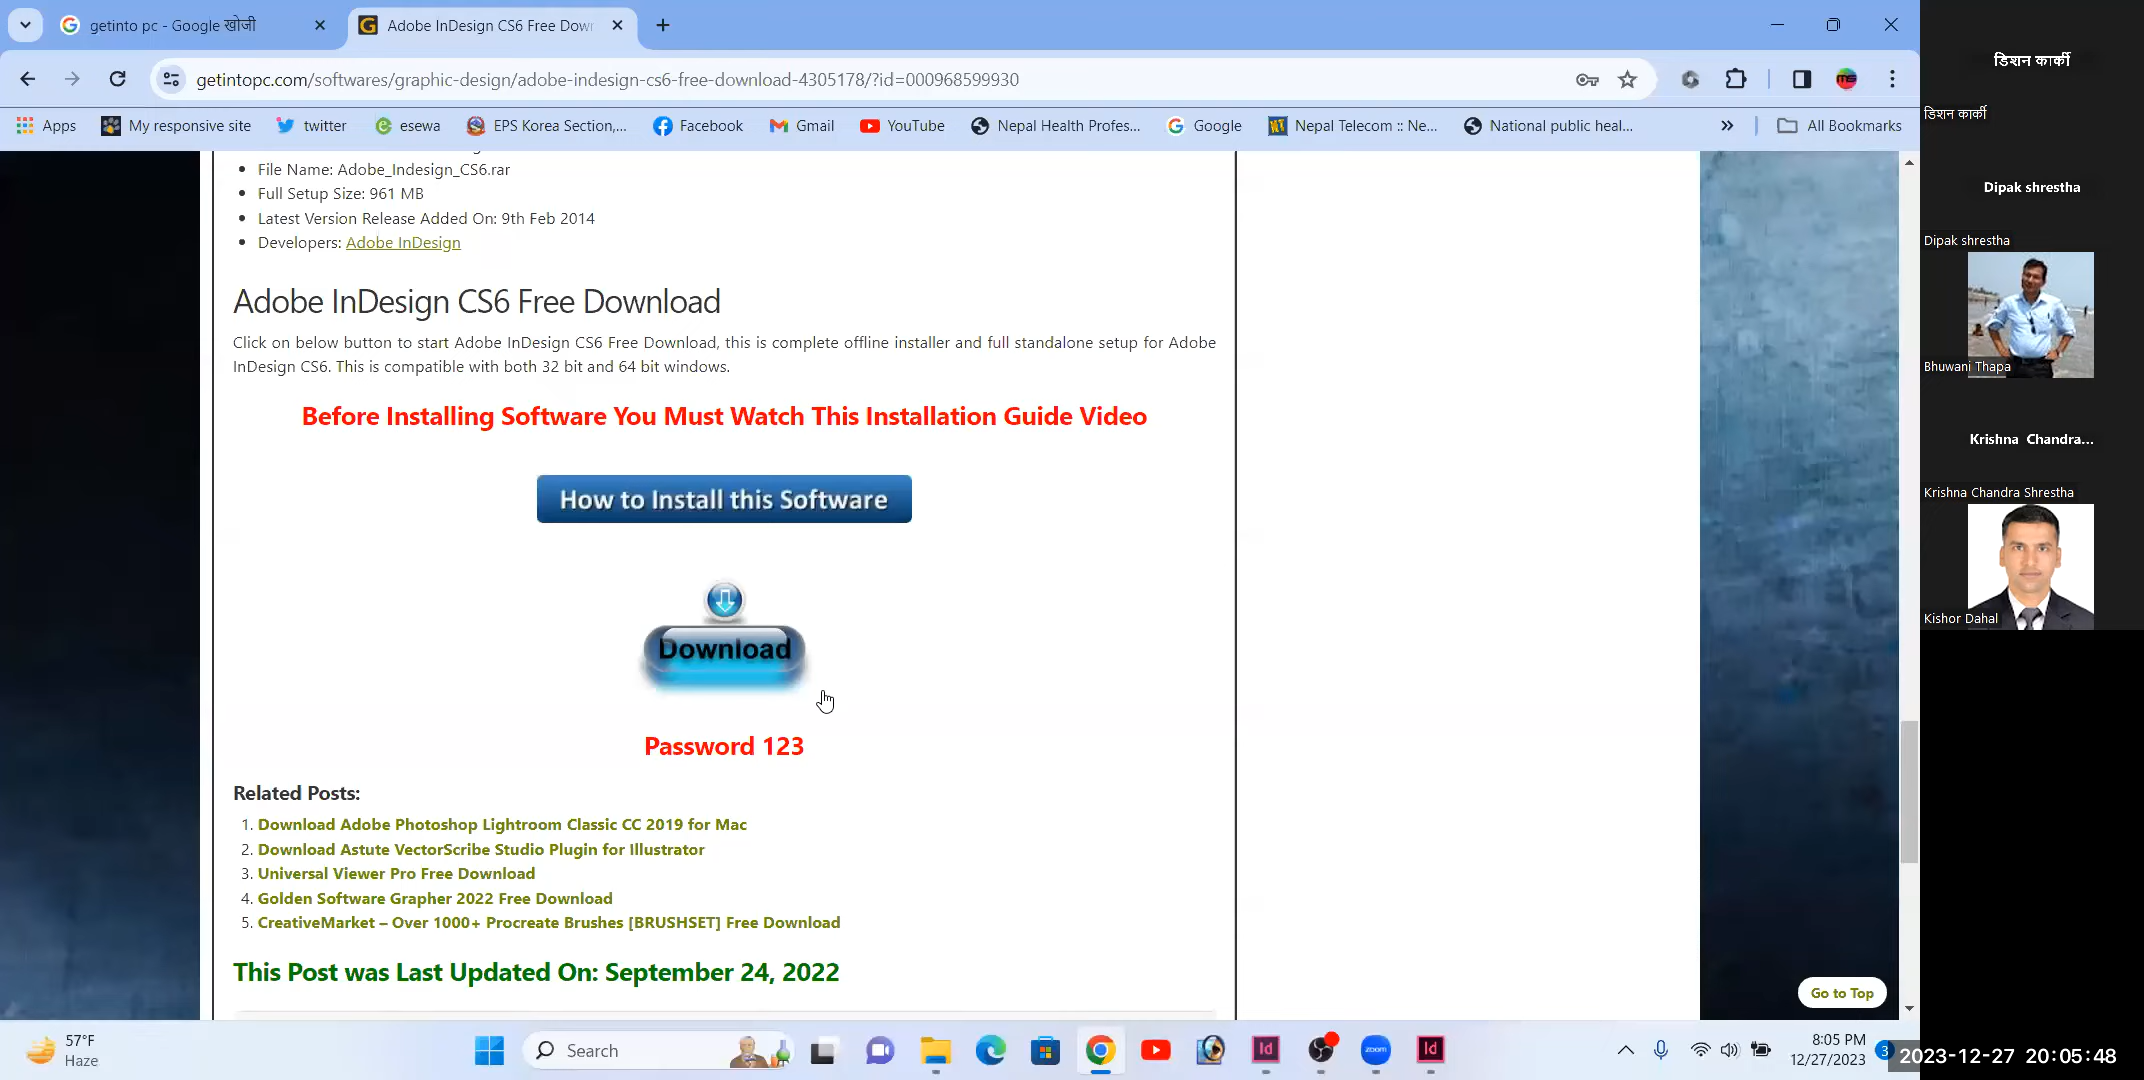 getinto pc - Google खोजी
Adobe InDesign CS6 Free Dow
getintopc.com/softwares/graphic-design/adobe-indesign-cs6-free-download-4305178/?id=000968599930
Apps
My responsive site
twitter
esewa
EPS Korea Section,...
Facebook
Gmail
YouTube
Nepal Health Profes...
Google
Nepal Telecom :: Ne...
National public heal...
All Bookmarks
File Name: Adobe_Indesign_CS6.rar
Full Setup Size: 961 MB
Latest Version Release Added On: 9th Feb 2014
Developers: Adobe InDesign
Adobe InDesign CS6 Free Download
Click on below button to start Adobe InDesign CS6 Free Download, this is complete offline installer and full standalone setup for Adobe
InDesign CS6. This is compatible with both 32 bit and 64 bit windows.
Before Installing Software You Must Watch This Installation Guide Video
How to Install this Software
Download
Password 123
Related Posts:
1. Download Adobe Photoshop Lightroom Classic CC 2019 for Mac
2. Download Astute VectorScribe Studio Plugin for Illustrator
3. Universal Viewer Pro Free Download
4. Golden Software Grapher 2022 Free Download
5. CreativeMarket – Over 1000+ Procreate Brushes [BRUSHSET] Free Download
This Post was Last Updated On: September 24, 2022
Go to Top
डिशन कार्की
डिशन कार्की
Dipak shrestha
Dipak shrestha
Bhuwani Thapa
Krishna Chandra...
Krishna Chandra Shrestha
Kishor Dahal
57°F
Haze
Search
Id
zoom
Id
8:05 PM
12/27/2023
3
2023-12-27 20:05:48